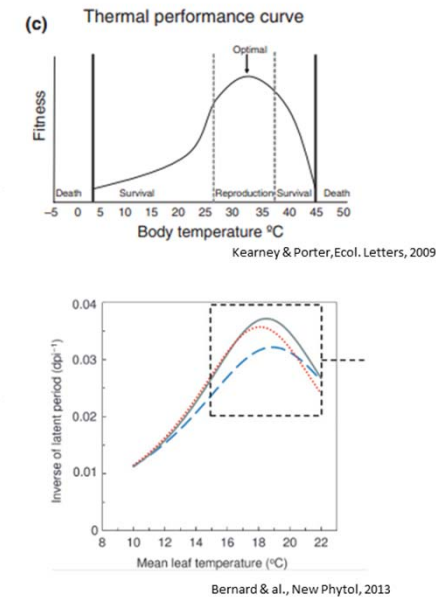 (c)
Thermal performance curve
Optimal
Fitness
Death
Survival
Reproduction
Survival
Death
−5 0 5 10 15 20 25 30 35 40 45 50
Body temperature ºC
Kearney & Porter,Ecol. Letters, 2009
0.04
0.03
0.02
0.01
0
Inverse of latent period (dpi⁻¹)
8 10 12 14 16 18 20 22
Mean leaf temperature (ºC)
Bernard & al., New Phytol, 2013